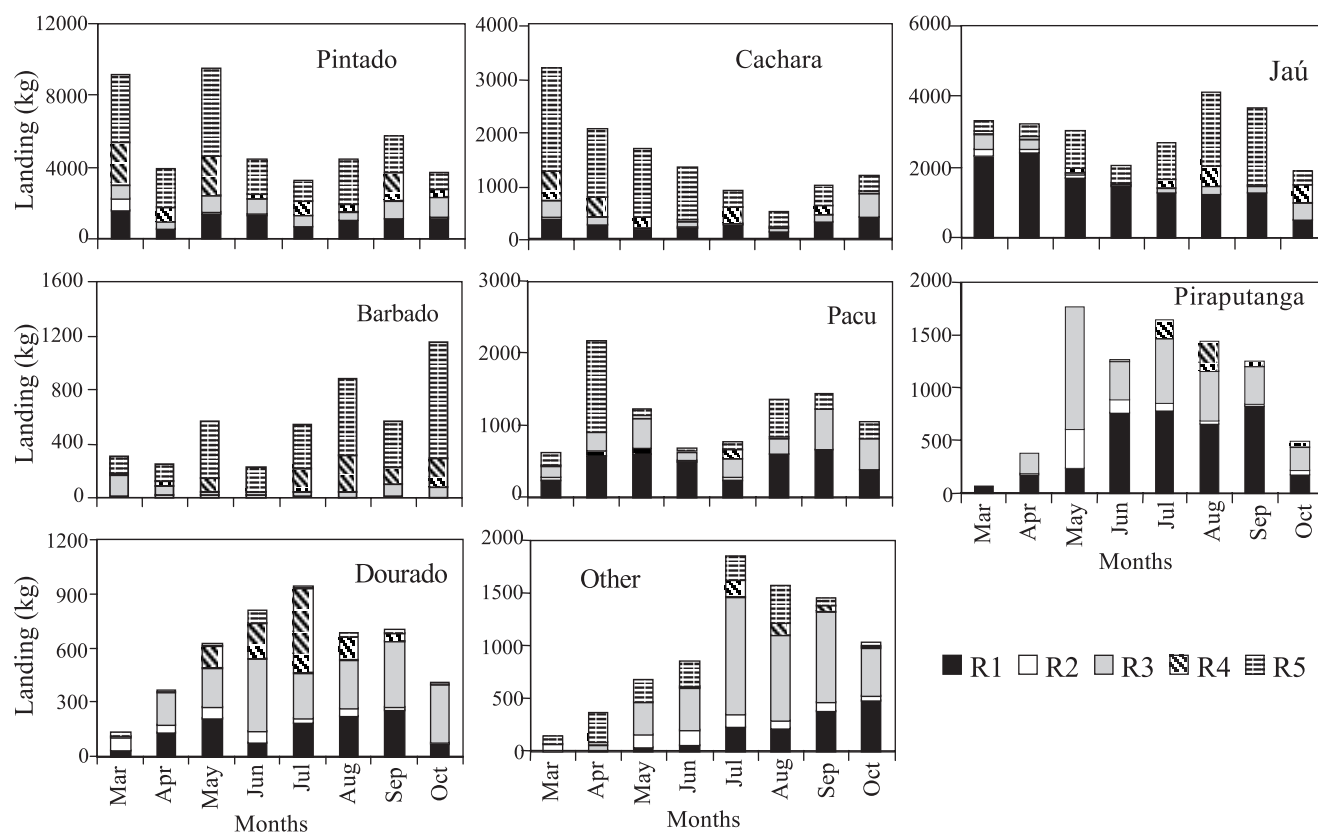 Pintado
Landing (kg)
12000
8000
4000
0
Cachara
4000
3000
2000
1000
0
Jaú
6000
4000
2000
0
Barbado
Landing (kg)
1600
1200
800
400
0
Pacu
3000
2000
1000
0
Piraputanga
2000
1500
1000
500
0
Mar Apr May Jun Jul Aug Sep Oct
Months
Dourado
Landing (kg)
1200
900
600
300
0
Mar Apr May Jun Jul Aug Sep Oct
Months
Other
2000
1500
1000
500
0
Mar Apr May Jun Jul Aug Sep Oct
Months
R1 R2 R3 R4 R5